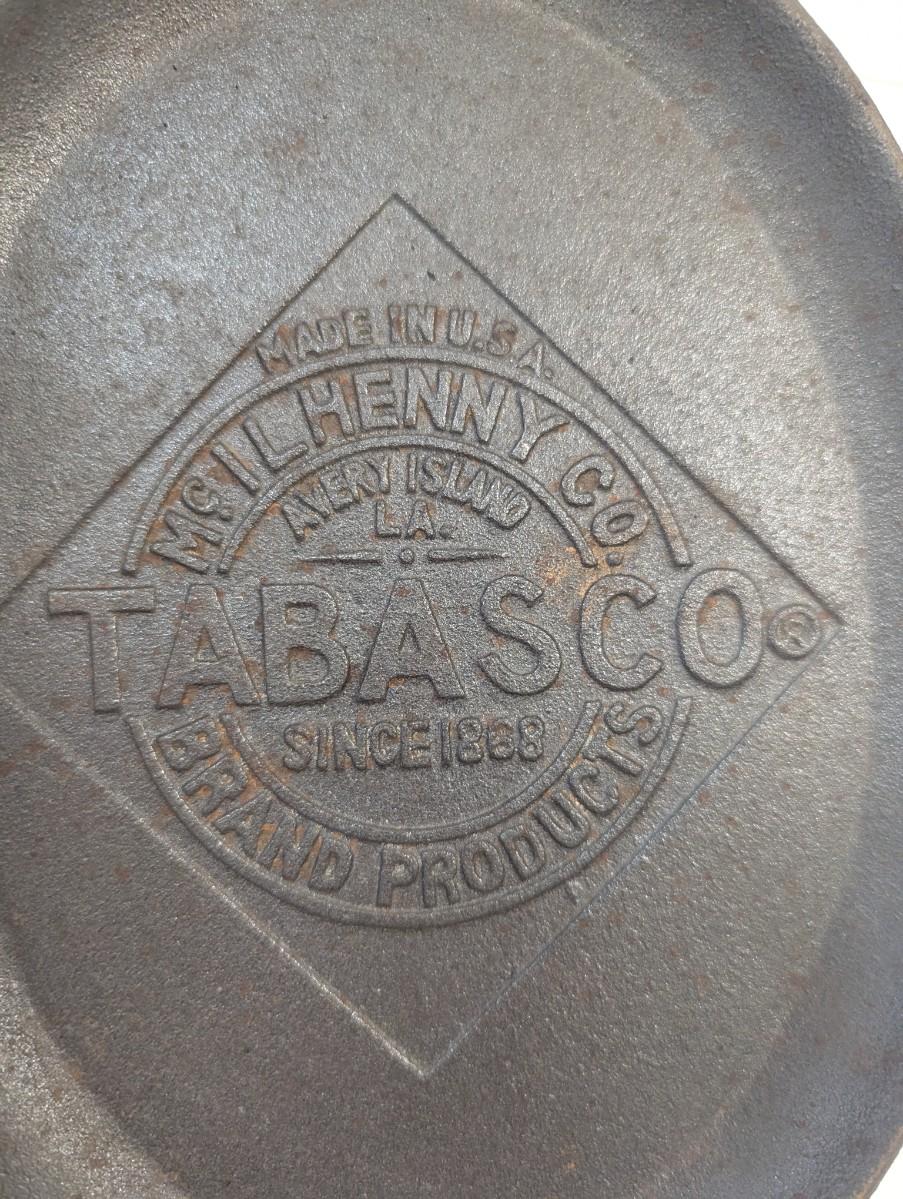 MADE IN U.S.A.
McILHENNY CO.
AVERY ISLAND
LA.
TABASCO®
SINCE 1868
BRAND PRODUCTS